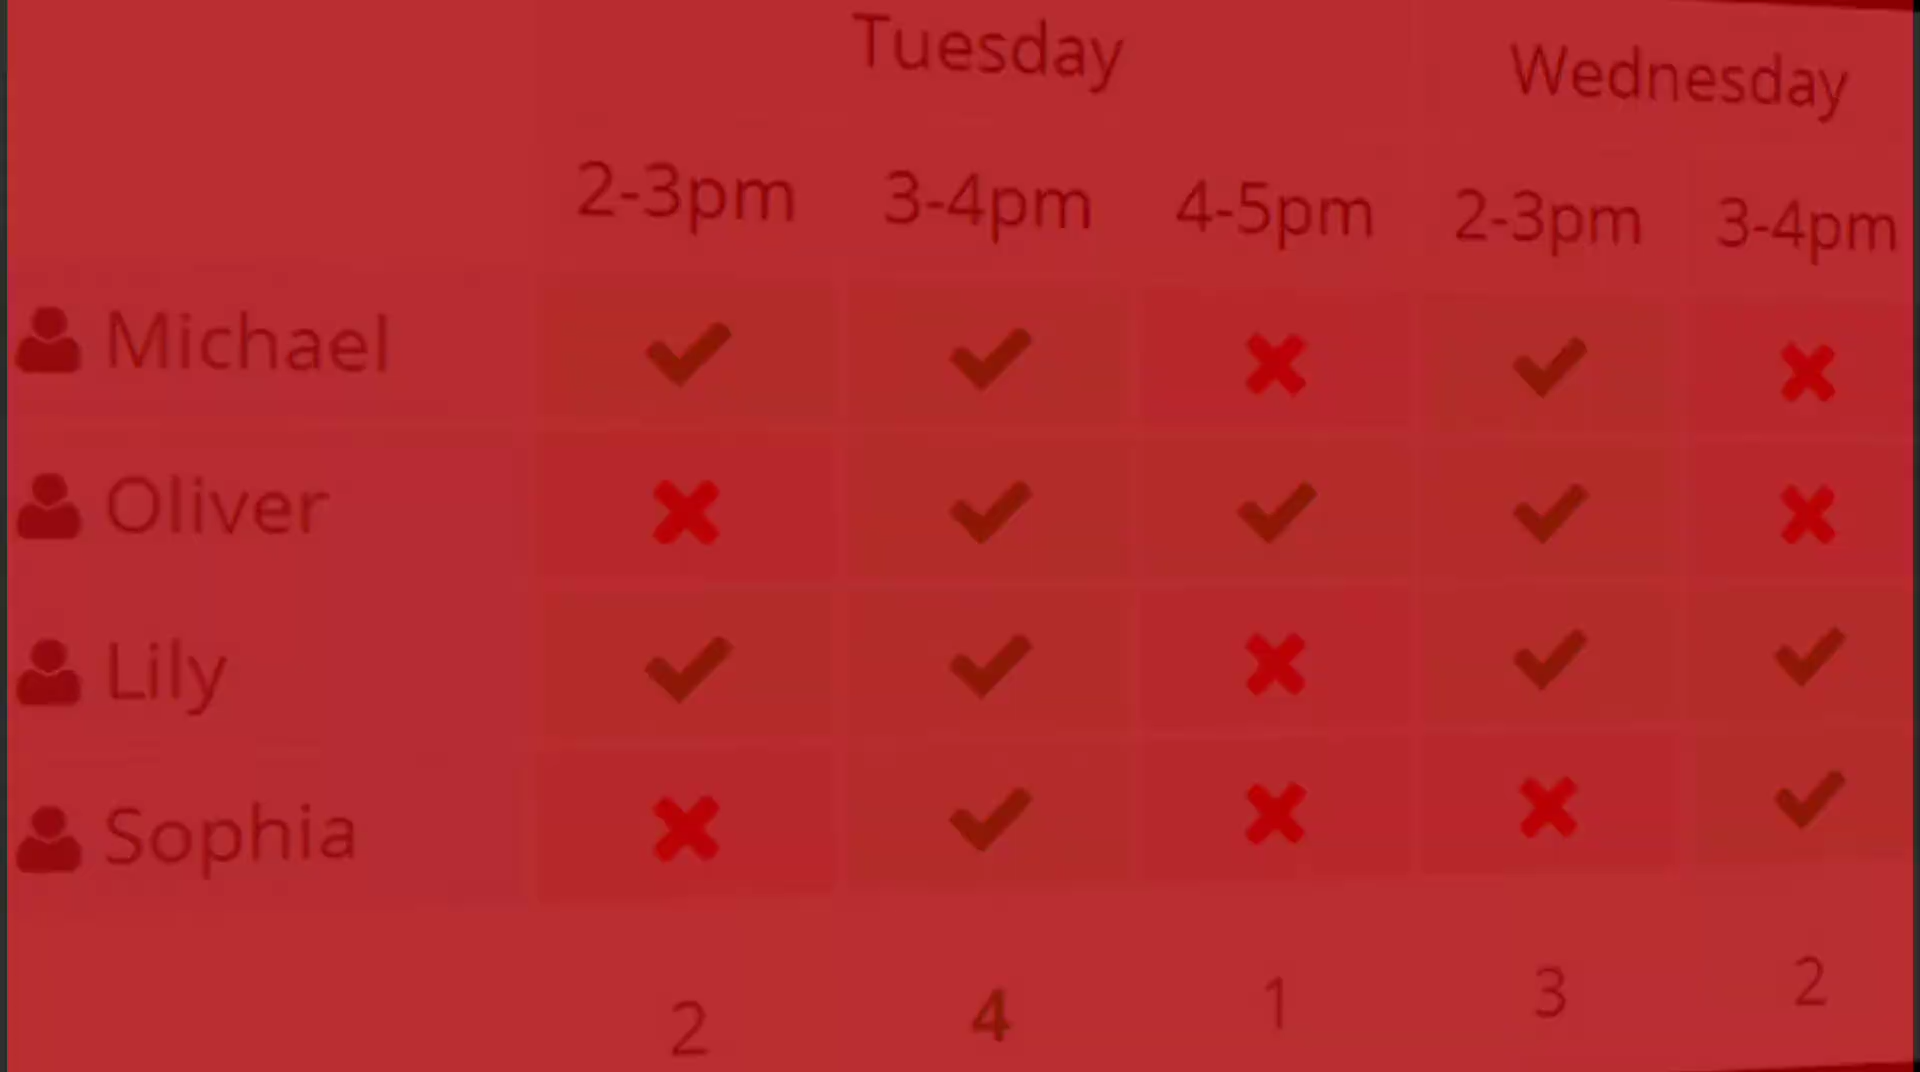 Tuesday Wednesday
2-3pm 3-4pm 4-5pm 2-3pm 3-4pm
Michael
Oliver
Lily
Sophia
2 4 1 3 2